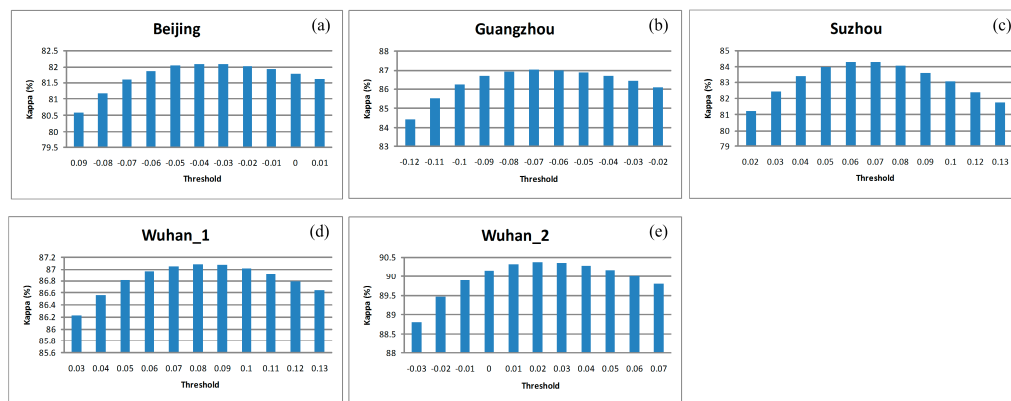 Beijing (a)
82.5
82
81.5
81
80.5
80
79.5
Kappa (%)
0.09 -0.08 -0.07 -0.06 -0.05 -0.04 -0.03 -0.02 -0.01 0 0.01
Threshold
Guangzhou (b)
88
87
86
85
84
83
Kappa (%)
-0.12 -0.11 -0.1 -0.09 -0.08 -0.07 -0.06 -0.05 -0.04 -0.03 -0.02
Threshold
Suzhou (c)
85
84
83
82
81
80
79
Kappa (%)
0.02 0.03 0.04 0.05 0.06 0.07 0.08 0.09 0.1 0.12 0.13
Threshold
Wuhan_1 (d)
87.2
87
86.8
86.6
86.4
86.2
86
85.8
85.6
Kappa (%)
0.03 0.04 0.05 0.06 0.07 0.08 0.09 0.1 0.11 0.12 0.13
Threshold
Wuhan_2 (e)
90.5
90
89.5
89
88.5
88
Kappa (%)
-0.03 -0.02 -0.01 0 0.01 0.02 0.03 0.04 0.05 0.06 0.07
Threshold